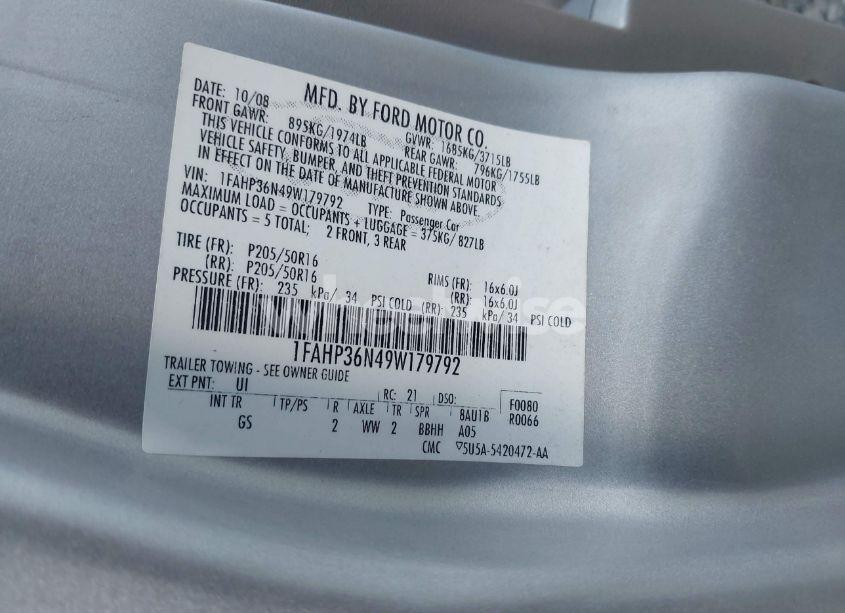 MFD. BY FORD MOTOR CO.
DATE: 10/08 GVWR: 1685KG/3715LB
FRONT GAWR: 895KG/1974LB REAR GAWR: 796KG/1755LB
THIS VEHICLE CONFORMS TO ALL APPLICABLE FEDERAL MOTOR
VEHICLE SAFETY, BUMPER, AND THEFT PREVENTION STANDARDS
IN EFFECT ON THE DATE OF MANUFACTURE SHOWN ABOVE.
VIN: 1FAHP36N49W179792 TYPE: Passenger Car
MAXIMUM LOAD = OCCUPANTS + LUGGAGE = 375KG/ 827LB
OCCUPANTS = 5 TOTAL; 2 FRONT, 3 REAR
TIRE (FR): P205/50R16 RIMS (FR): 16x6.0J
(RR): P205/50R16 (RR): 16x6.0J
PRESSURE (FR): 235 kPa/ 34 PSI COLD (RR): 235 kPa/ 34 PSI COLD
1FAHP36N49W179792
TRAILER TOWING - SEE OWNER GUIDE
EXT PNT: UI RC: 21 DSO: F0080
INT TR TP/PS R AXLE TR SPR 8AU1B R0066
GS 2 WW 2 BBHH A05
CMC 5U5A-5420472-AA